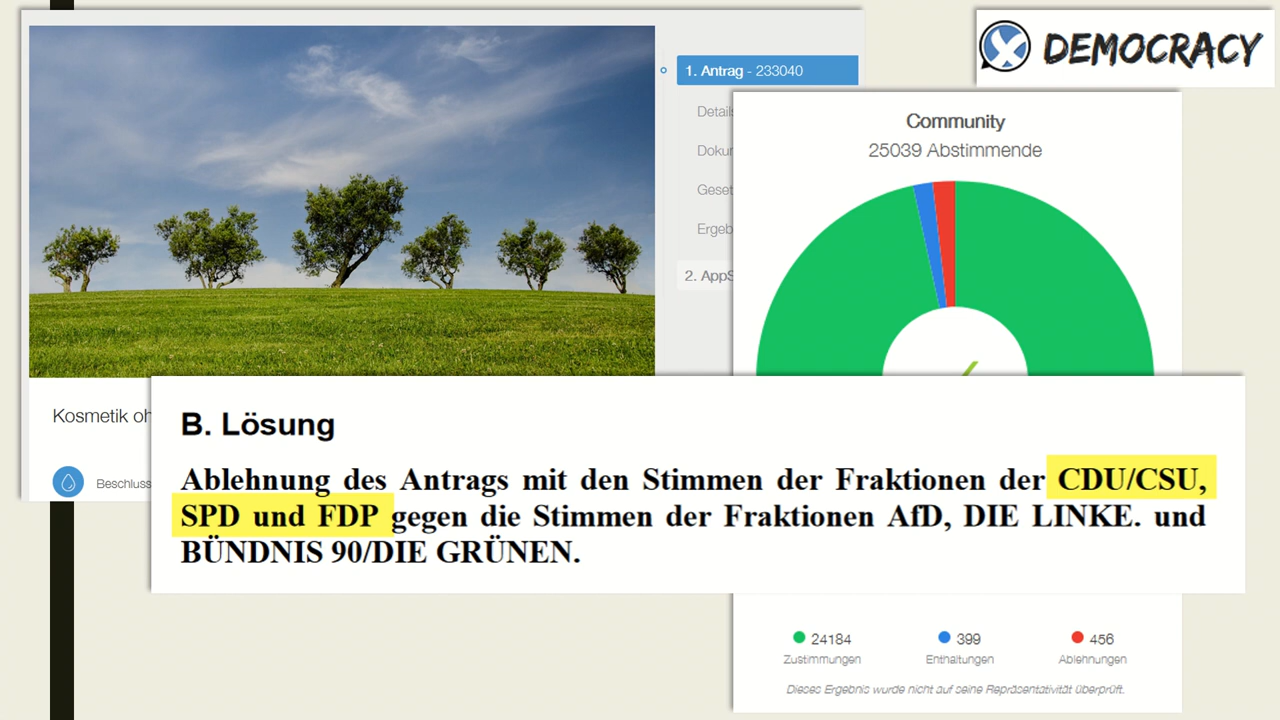 DEMOCRACY
1. Antrag - 233040
Details
Dokum
Geset
Ergeb
2. AppS
Community
25039 Abstimmende
Kosmetik oh
Beschluss
B. Lösung
Ablehnung des Antrags mit den Stimmen der Fraktionen der CDU/CSU,
SPD und FDP gegen die Stimmen der Fraktionen AfD, DIE LINKE. und
BÜNDNIS 90/DIE GRÜNEN.
24184 399 456
Zustimmungen Enthaltungen Ablehnungen
Dieses Ergebnis wurde nicht auf seine Repräsentativität überprüft.